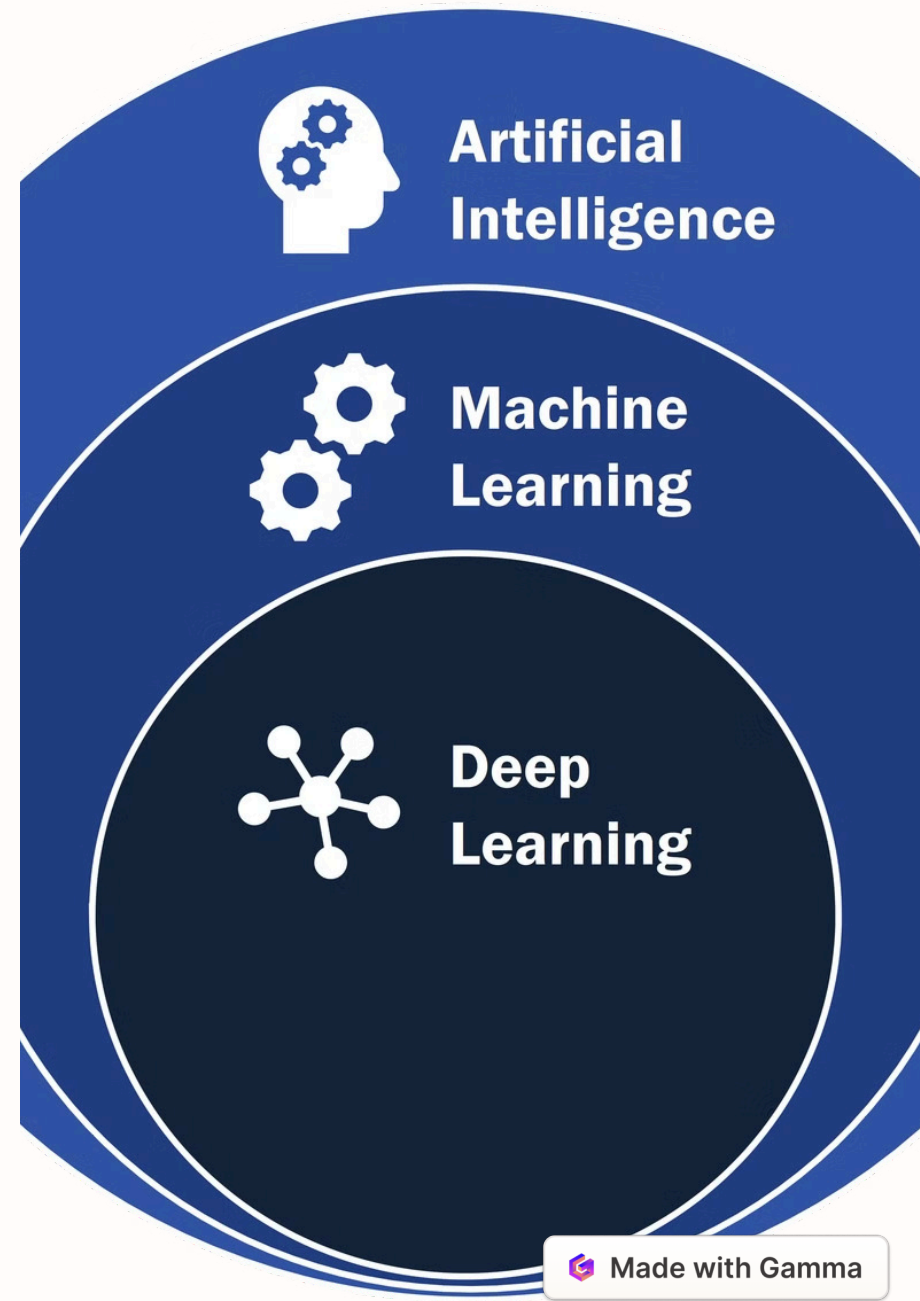 Artificial
Intelligence
Machine
Learning
Deep
Learning
Made with Gamma